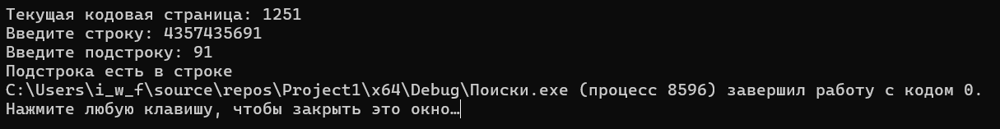 Текущая кодовая страница: 1251
Введите строку: 4357435691
Введите подстроку: 91
Подстрока есть в строке
C:\Users\i_w_f\source\repos\Project1\x64\Debug\Поиски.exe (процесс 8596) завершил работу с кодом 0.
Нажмите любую клавишу, чтобы закрыть это окно…